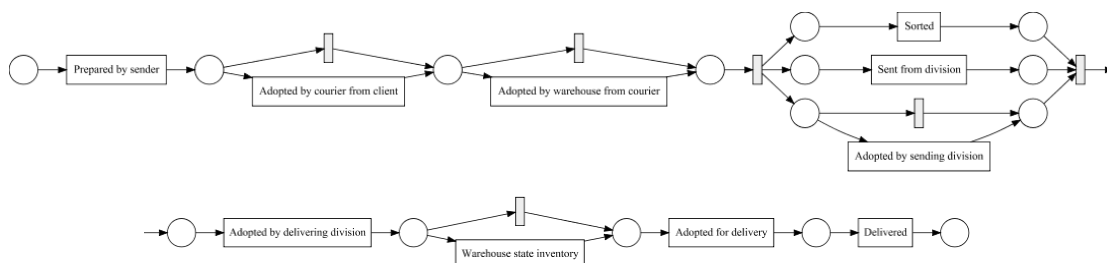 Prepared by sender
Adopted by courier from client
Adopted by warehouse from courier
Sorted
Sent from division
Adopted by sending division
Adopted by delivering division
Warehouse state inventory
Adopted for delivery
Delivered